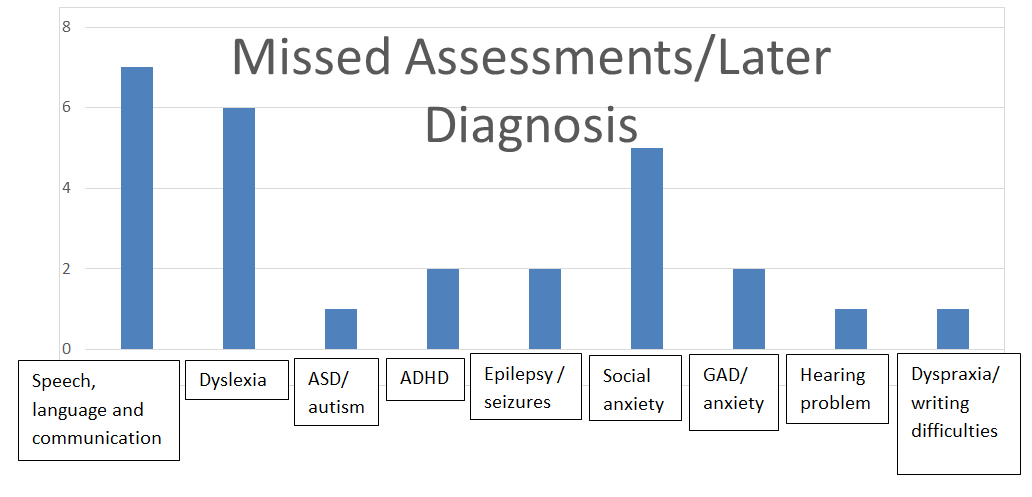 Missed Assessments/Later
Diagnosis
8
6
4
2
0
Speech,
language and
communication
Dyslexia
ASD/
autism
ADHD
Epilepsy /
seizures
Social
anxiety
GAD/
anxiety
Hearing
problem
Dyspraxia/
writing
difficulties